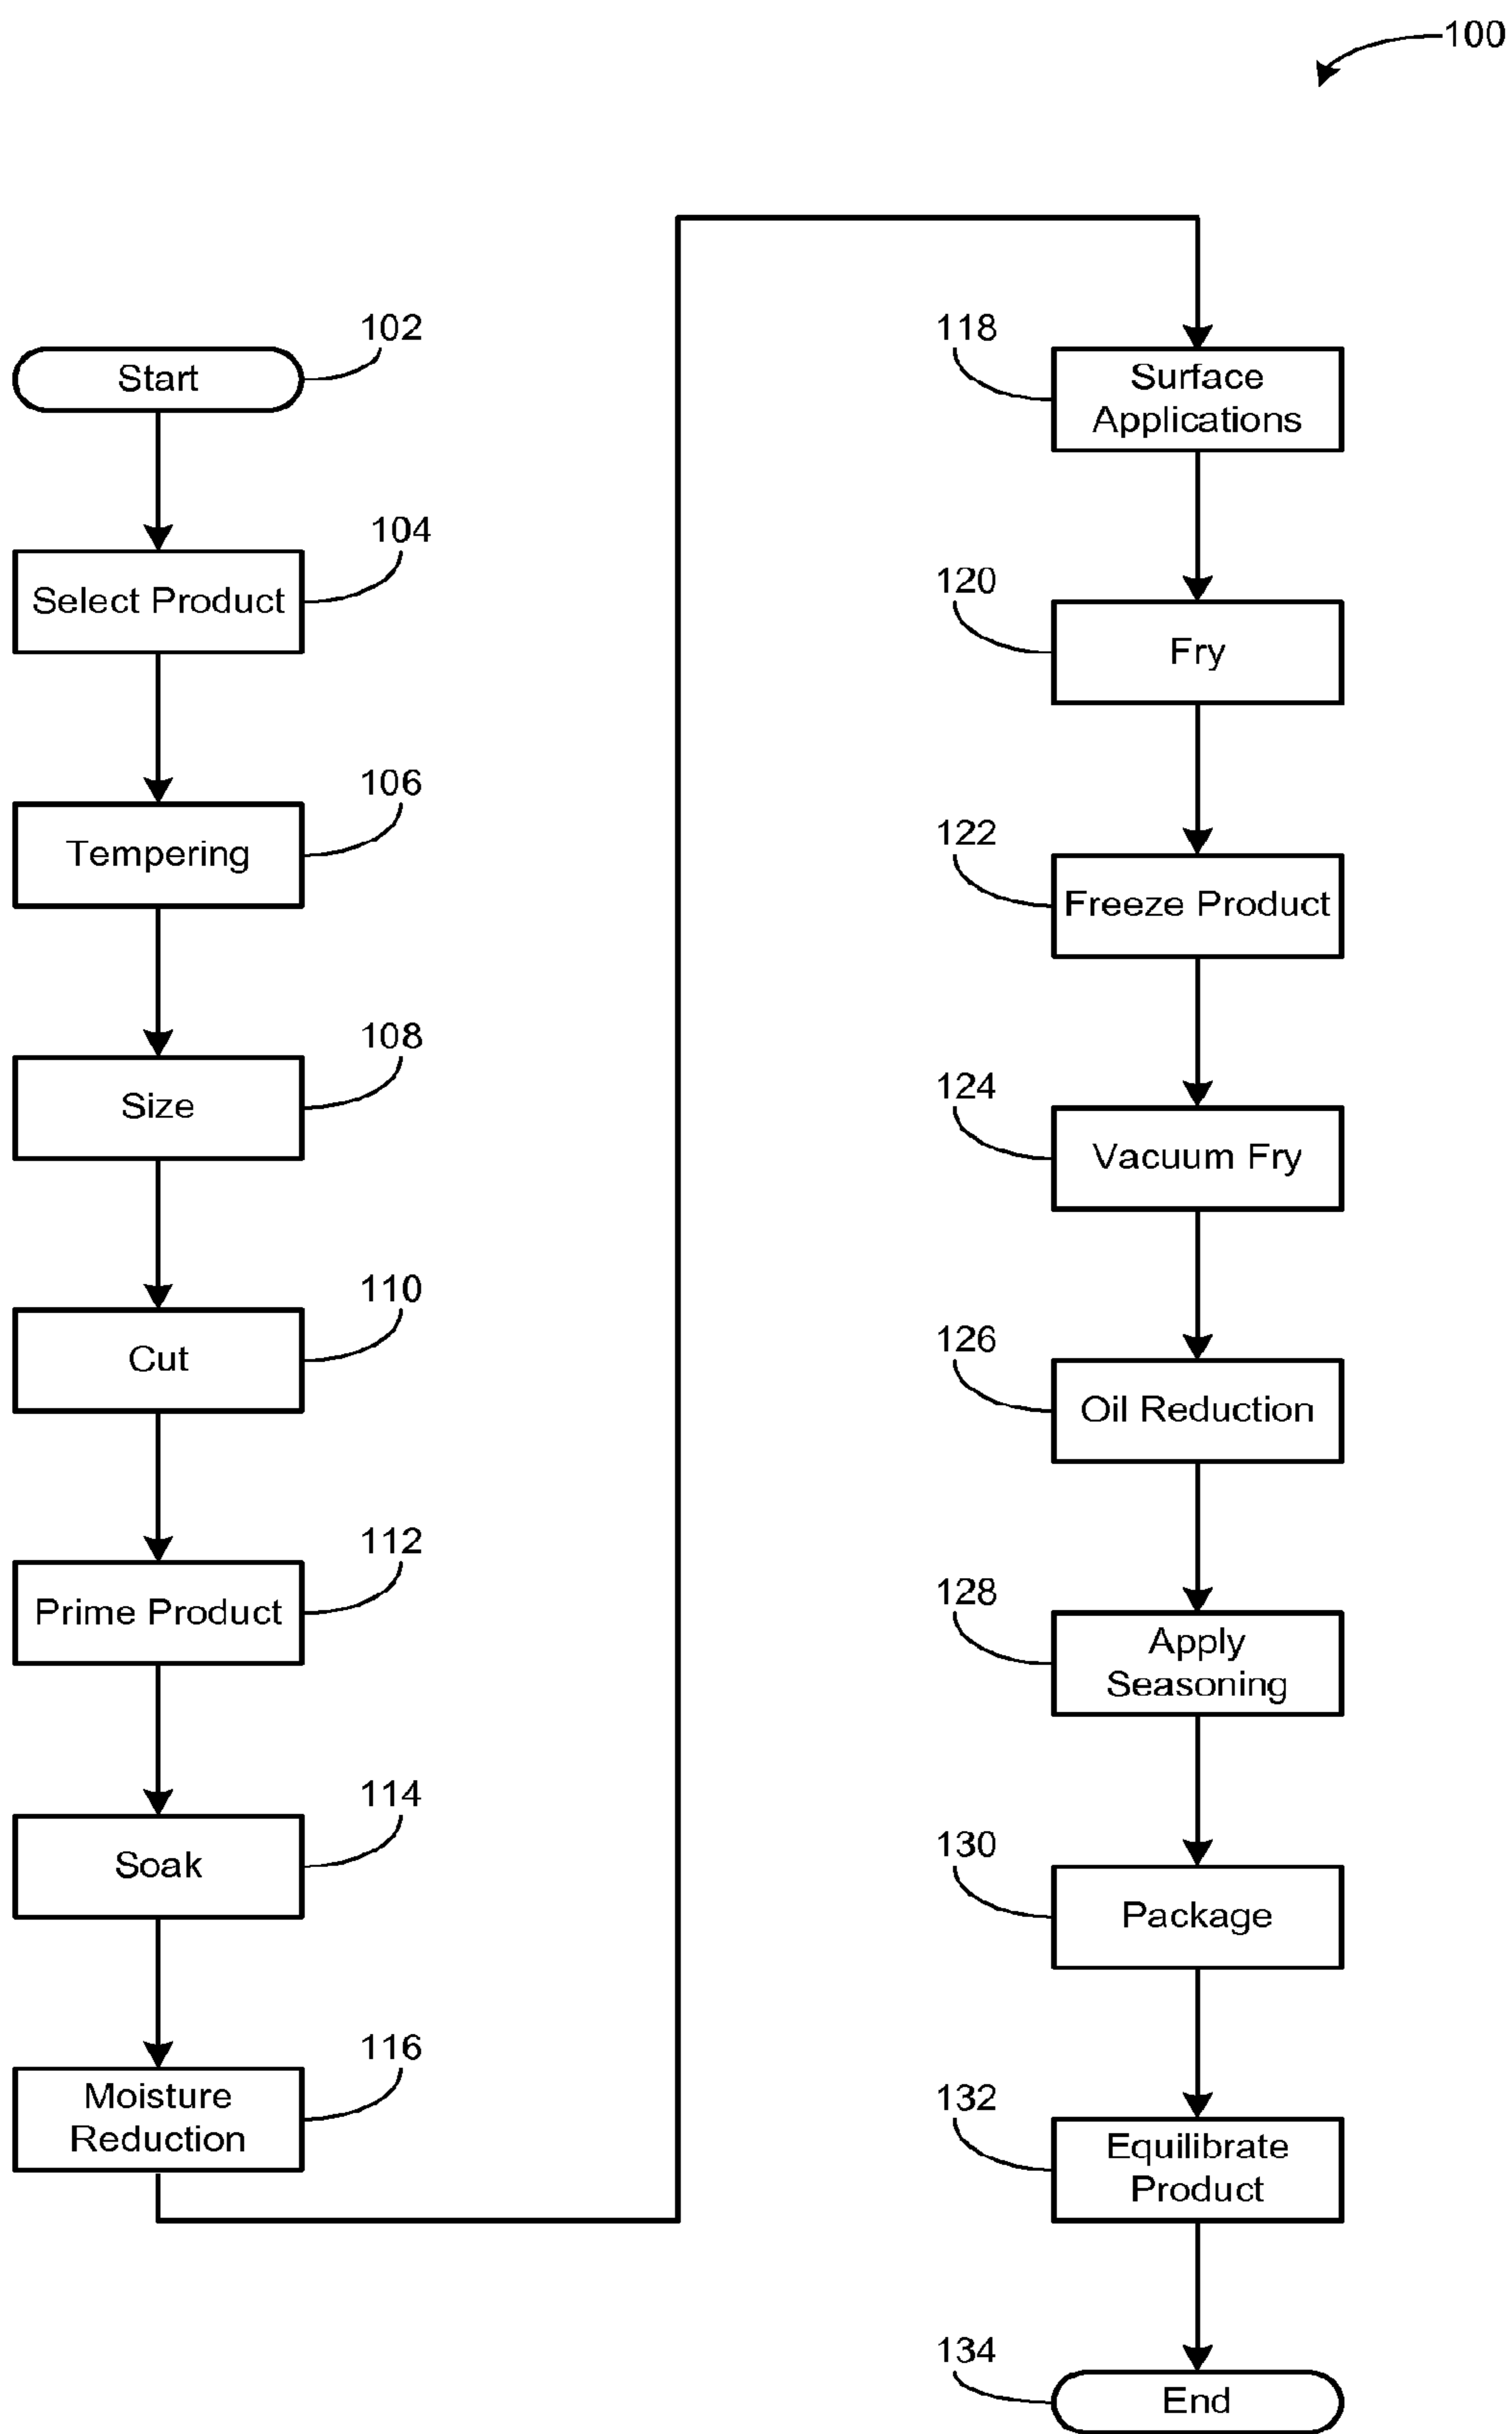 100
102
Start
104
Select Product
106
Tempering
108
Size
110
Cut
112
Prime Product
114
Soak
116
Moisture
Reduction
118
Surface
Applications
120
Fry
122
Freeze Product
124
Vacuum Fry
126
Oil Reduction
128
Apply
Seasoning
130
Package
132
Equilibrate
Product
134
End